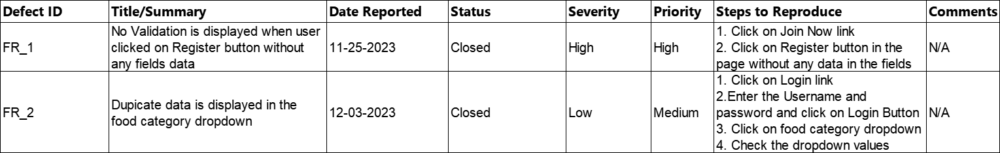 Defect ID Title/Summary Date Reported Status Severity Priority Steps to Reproduce Comments
FR_1
No Validation is displayed when user
clicked on Register button without
any fields data
11-25-2023
Closed
High
High
1. Click on Join Now link
2. Click on Register button in the
page without any data in the fields
N/A
FR_2
Dupicate data is displayed in the
food category dropdown
12-03-2023
Closed
Low
Medium
1. Click on Login link
2.Enter the Username and
password and click on Login Button
3. Click on food category dropdown
4. Check the dropdown values
N/A